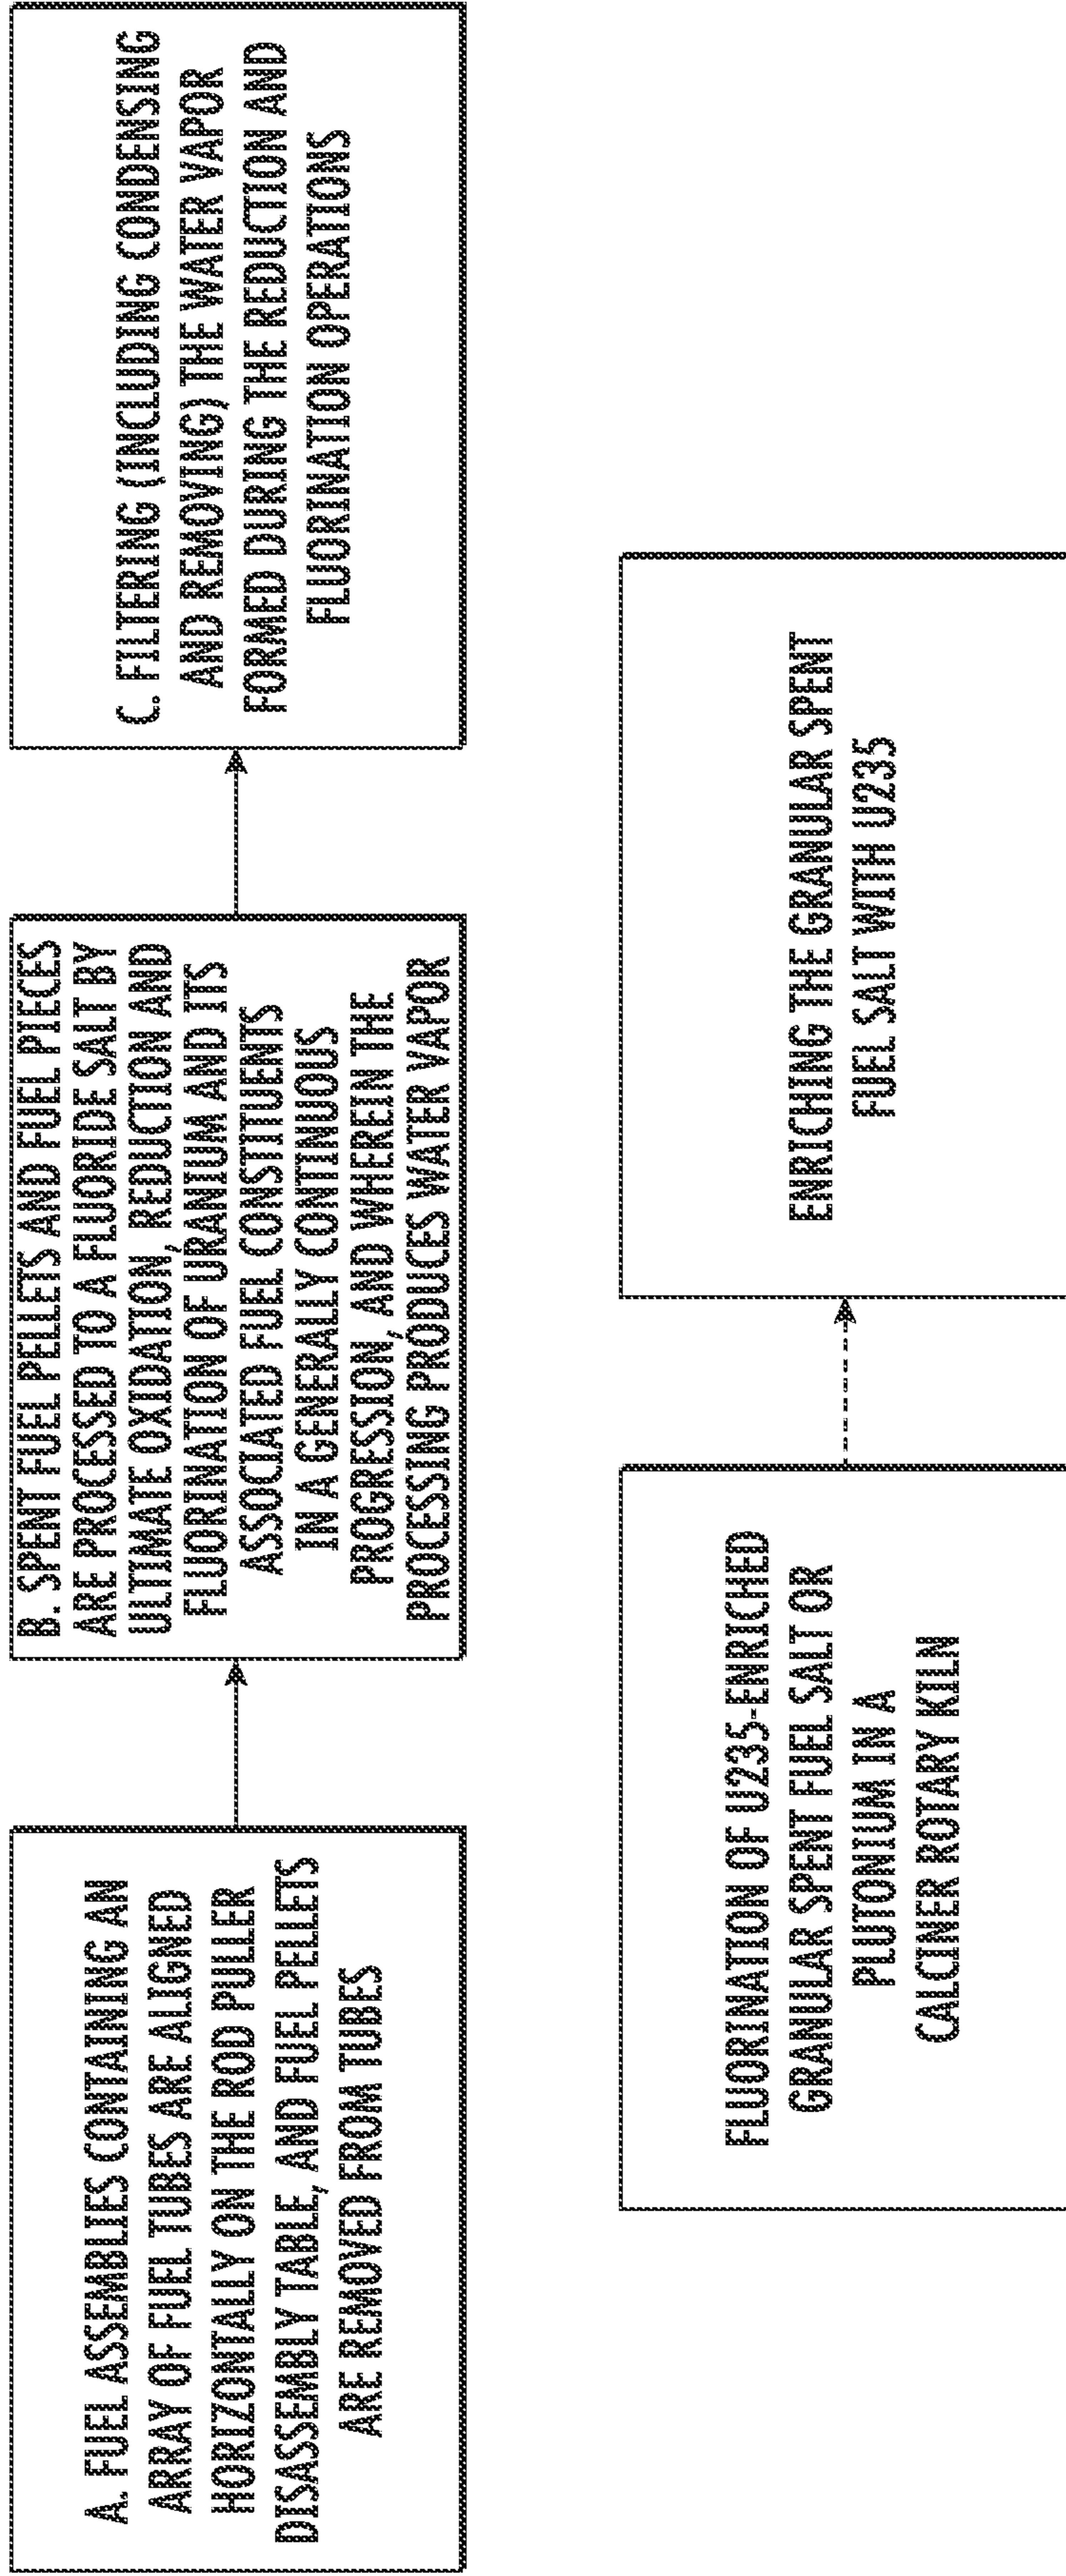 A. FUEL ASSEMBLIES CONTAINING AN
ARRAY OF FUEL TUBES ARE ALIGNED
HORIZONTALLY ON THE ROD PULLER
DISASSEMBLY TABLE, AND FUEL PELLETS
ARE REMOVED FROM TUBES
B. SPENT FUEL PELLETS AND FUEL PIECES
ARE PROCESSED TO A FLUORIDE SALT BY
ULTIMATE OXIDATION, REDUCTION AND
FLUORINATION OF URANIUM AND ITS
ASSOCIATED FUEL CONSTITUENTS
IN A GENERALLY CONTINUOUS
PROGRESSION, AND WHEREIN THE
PROCESSING PRODUCES WATER VAPOR
C. FILTERING (INCLUDING CONDENSING
AND REMOVING) THE WATER VAPOR
FORMED DURING THE REDUCTION AND
FLUORINATION OPERATIONS
FLUORINATION OF U235-ENRICHED
GRANULAR SPENT FUEL SALT OR
PLUTONIUM IN A
CALCINER ROTARY KILN
ENRICHING THE GRANULAR SPENT
FUEL SALT WITH U235